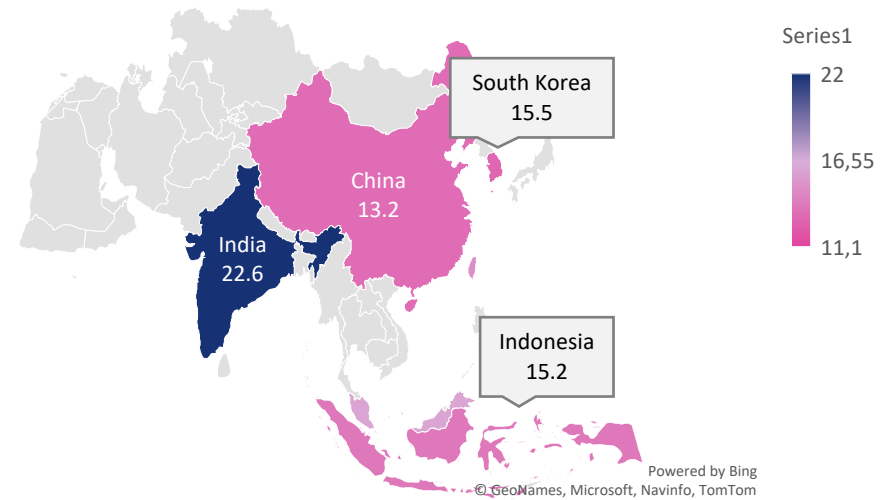 Series1
22
16,55
11,1
South Korea
15.5
China
13.2
India
22.6
Indonesia
15.2
Powered by Bing
© GeoNames, Microsoft, Navinfo, TomTom